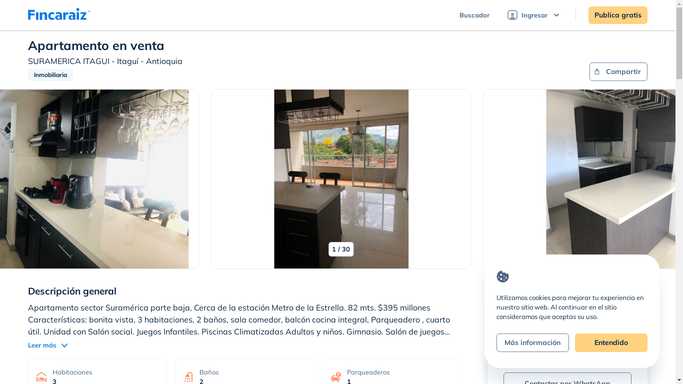 Fincaraiz
Buscador
Ingresar
Publica gratis
Apartamento en venta
SURAMERICA ITAGUI - Itagui - Antioquia
Inmobiliaria
Compartir
1 / 30
Descripción general
Apartamento sector Suramérica parte baja, Cerca de la estación Metro de la Estrella. 82 mts. $395 millones
Características: bonita vista, 3 habitaciones, 2 baños, sala comedor, balcón cocina integral, Parqueadero , cuarto
útil. Unidad con Salón social. Juegos Infantiles. Piscinas Climatizadas Adultos y niños. Gimnasio. Salón de juegos...
Leer más
Habitaciones
3
Baños
2
Parqueaderos
1
Utilizamos cookies para mejorar tu experiencia en
nuestro sitio web. Al continuar en el sitio
consideramos que aceptas su uso.
Más información
Entendido
Contactar por WhatsApp